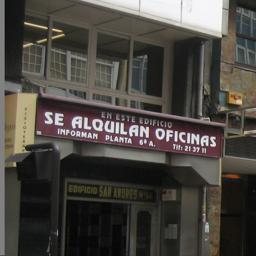 EN ESTE EDIFICIO
SE ALQUILAN OFICINAS
INFORMAN PLANTA 6ª A. Tlf: 21 37 11
EDIFICIO SAN ANDRES